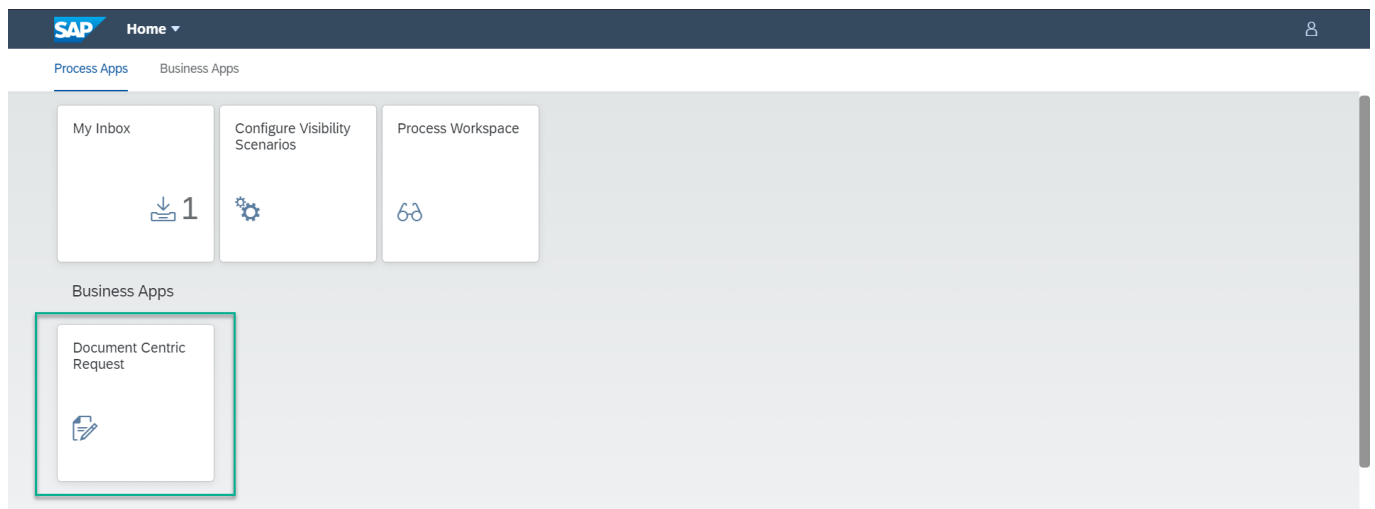 SAP Home
Process Apps Business Apps
My Inbox
Configure Visibility
Scenarios
Process Workspace
1
Business Apps
Document Centric
Request